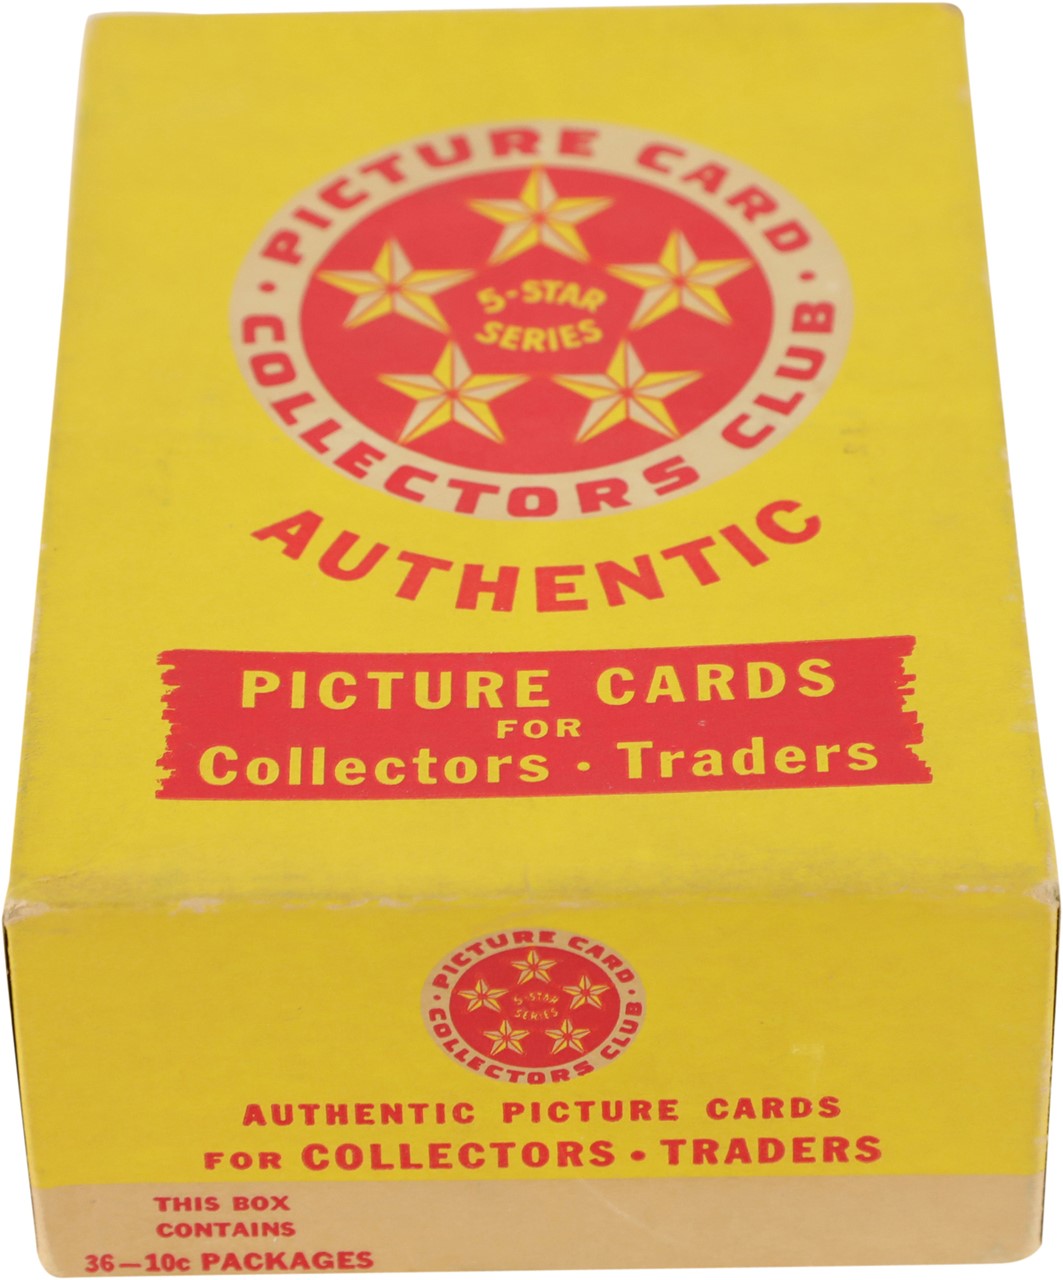 PICTURE CARD
COLLECTORS CLUB
5-STAR
SERIES
AUTHENTIC
PICTURE CARDS
FOR
Collectors · Traders
PICTURE CARD
COLLECTORS CLUB
5-STAR
SERIES
AUTHENTIC PICTURE CARDS
FOR COLLECTORS • TRADERS
THIS BOX
CONTAINS
36—10c PACKAGES